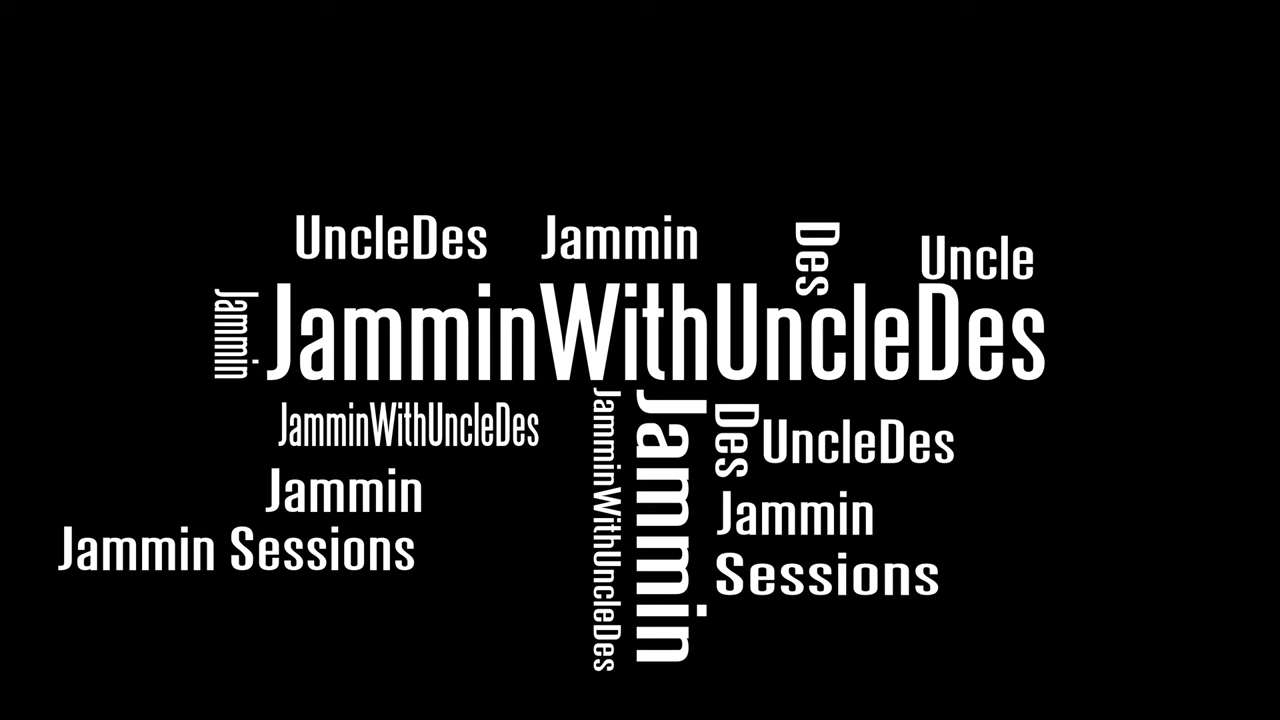 UncleDes
Jammin
Des
Uncle
Jammin
JamminWithUncleDes
JamminWithUncleDes
JamminWithUncleDes
Jammin
Des
UncleDes
Jammin
Jammin
Jammin Sessions
Sessions